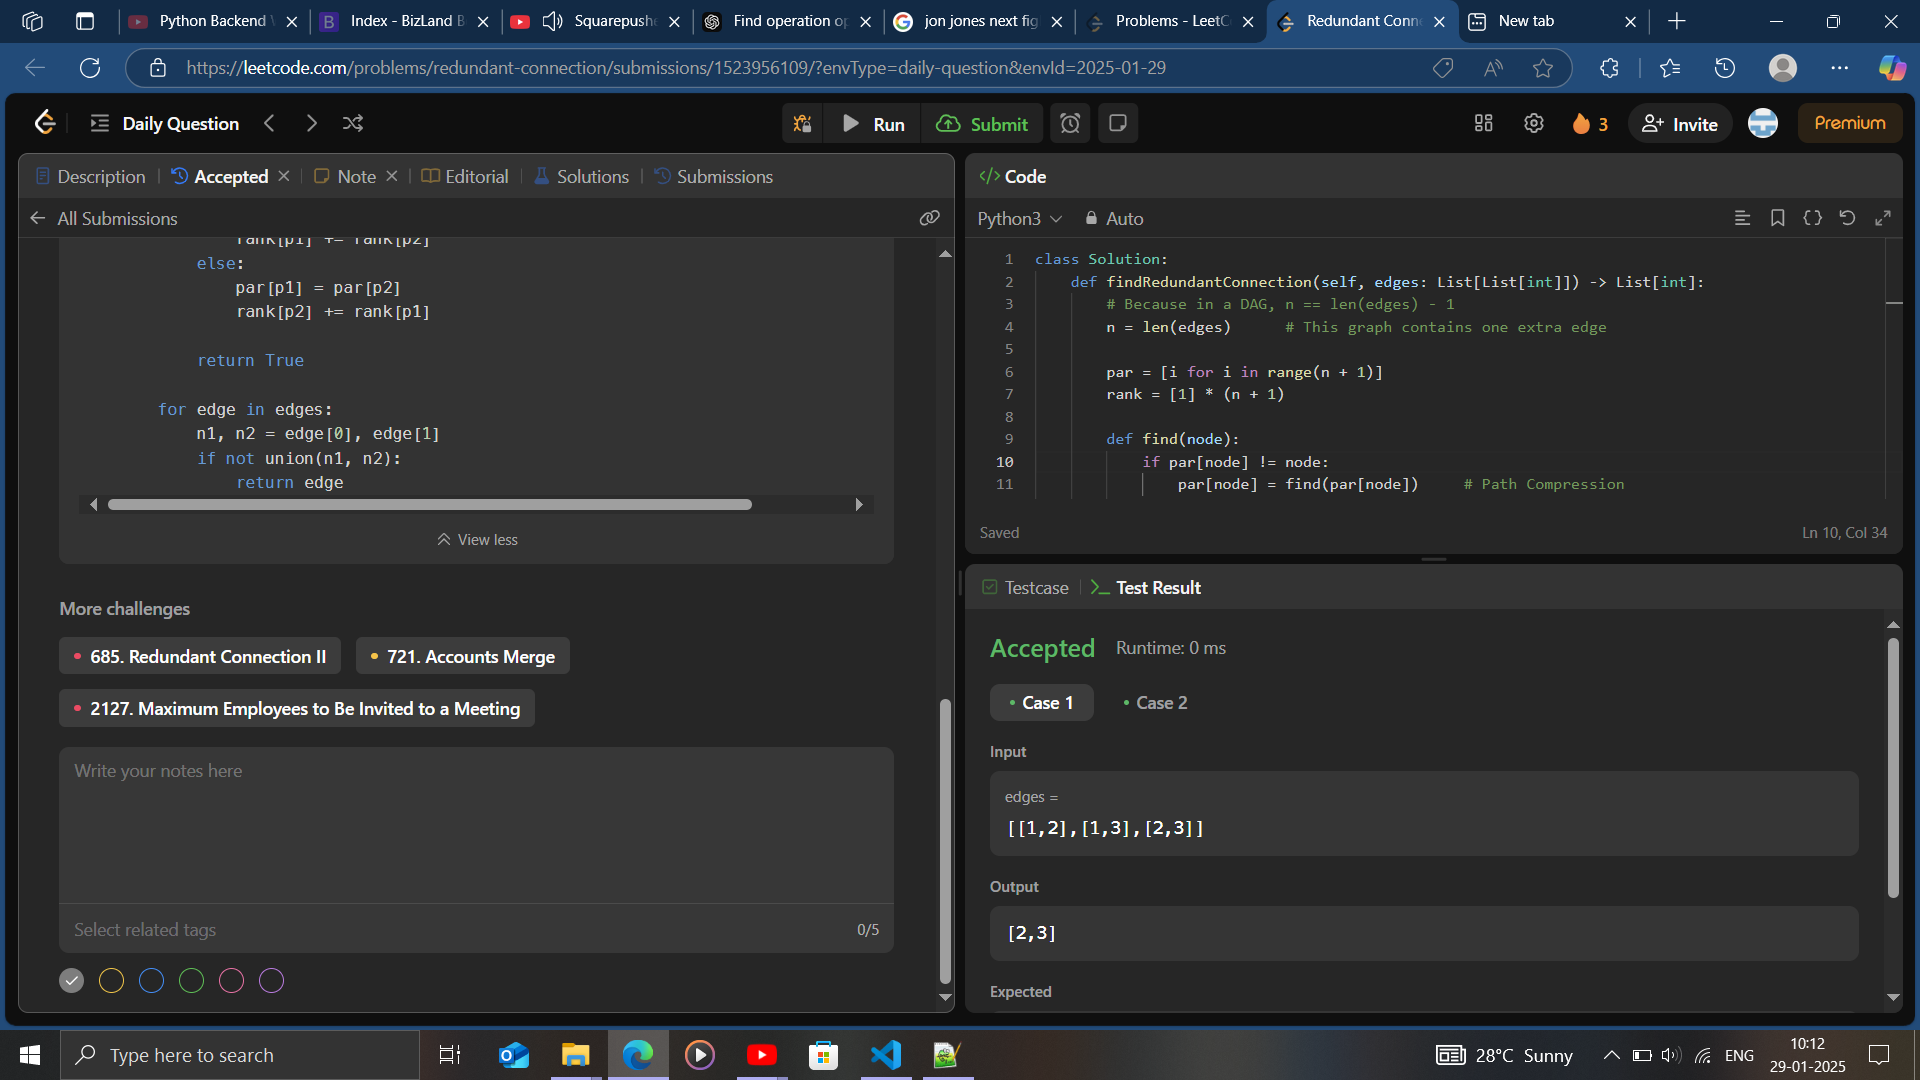 Python Backend
Index - BizLand B
Squarepushe
Find operation op
jon jones next fig
Problems - LeetC
Redundant Conne
New tab
https://leetcode.com/problems/redundant-connection/submissions/1523956109/?envType=daily-question&envId=2025-01-29
Daily Question
Run
Submit
3
Invite
Premium
Description
Accepted
Note
Editorial
Solutions
Submissions
All Submissions
rank[p1] += rank[p2]
else:
par[p1] = par[p2]
rank[p2] += rank[p1]
return True
for edge in edges:
n1, n2 = edge[0], edge[1]
if not union(n1, n2):
return edge
View less
More challenges
685. Redundant Connection II
721. Accounts Merge
2127. Maximum Employees to Be Invited to a Meeting
Write your notes here
Select related tags
0/5
</> Code
Python3
Auto
1 class Solution:
2 def findRedundantConnection(self, edges: List[List[int]]) -> List[int]:
3 # Because in a DAG, n == len(edges) - 1
4 n = len(edges) # This graph contains one extra edge
5
6 par = [i for i in range(n + 1)]
7 rank = [1] * (n + 1)
8
9 def find(node):
10 if par[node] != node:
11 par[node] = find(par[node]) # Path Compression
Saved
Ln 10, Col 34
Testcase
Test Result
Accepted
Runtime: 0 ms
Case 1
Case 2
Input
edges =
[[1,2],[1,3],[2,3]]
Output
[2,3]
Expected
Type here to search
28°C Sunny
ENG
10:12
29-01-2025